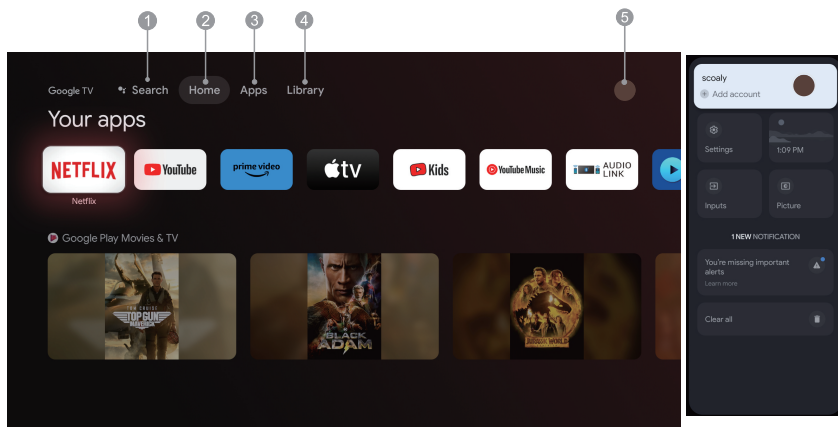 1 2 3 4 5
Google TV Search Home Apps Library
Your apps
NETFLIX YouTube prime video tv Kids YouTube Music AUDIO LINK
Netflix
Google Play Movies & TV
TOM CRUISE
TOP GUN
MAVERICK
BLACK
ADAM
JURASSIC WORLD
scoaly
Add account
Settings 1:09 PM
Inputs Picture
1 NEW NOTIFICATION
You're missing important
alerts
Learn more
Clear all